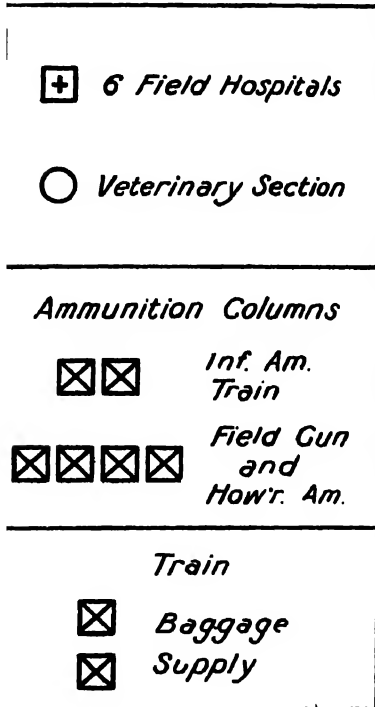 6 Field Hospitals
Veterinary Section
Ammunition Columns
Inf. Am.
Train
Field Gun
and
How'r. Am.
Train
Baggage
Supply